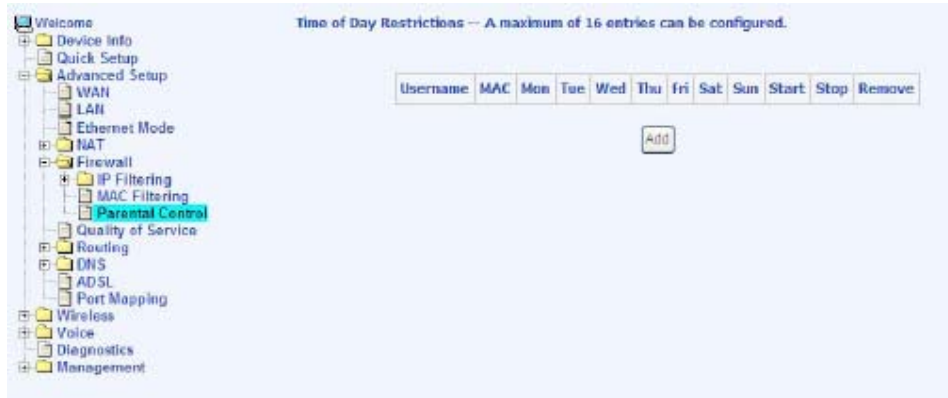 Welcome
Device Info
Quick Setup
Advanced Setup
WAN
LAN
Ethernet Mode
NAT
Firewall
IP Filtering
MAC Filtering
Parental Control
Quality of Service
Routing
DNS
ADSL
Port Mapping
Wireless
Voice
Diagnostics
Management
Time of Day Restrictions -- A maximum of 16 entries can be configured.
Username MAC Mon Tue Wed Thu Fri Sat Sun Start Stop Remove
Add